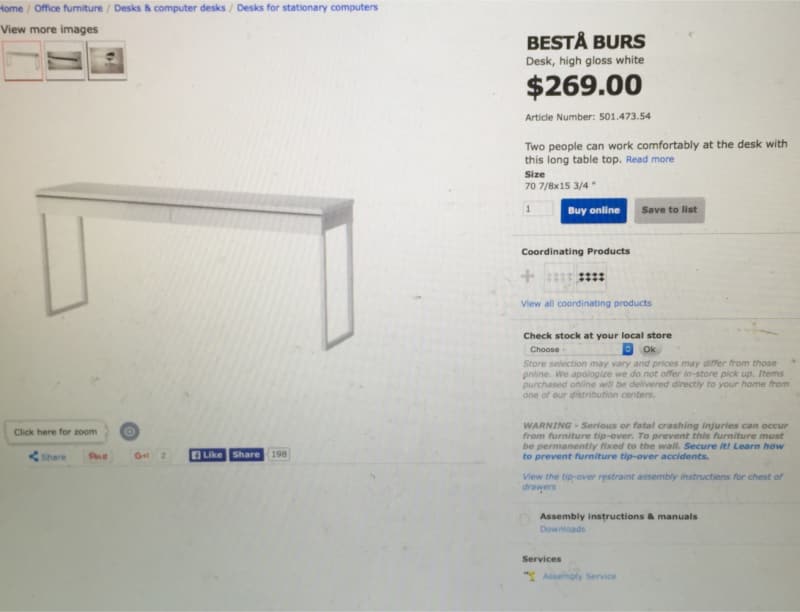 Home / Office furniture / Desks & computer desks / Desks for stationary computers
View more images
BESTÅ BURS
Desk, high gloss white
$269.00
Article Number: 501.473.54
Two people can work comfortably at the desk with
this long table top. Read more
Size
70 7/8x15 3/4 "
1 Buy online Save to list
Coordinating Products
+
View all coordinating products
Check stock at your local store
Choose Ok
Store selection may vary and prices may differ from those
online. We apologize we do not offer in-store pick up. Items
purchased online will be delivered directly to your home from
one of our distribution centers.
WARNING - Serious or fatal crashing injuries can occur
from furniture tip-over. To prevent this furniture must
be permanently fixed to the wall. Secure it! Learn how
to prevent furniture tip-over accidents.
View the tip-over restraint assembly instructions for chest of
drawers
Assembly instructions & manuals
Downloads
Services
Assembly Service
Click here for zoom
Share Pin it G+1 2 Like Share 198